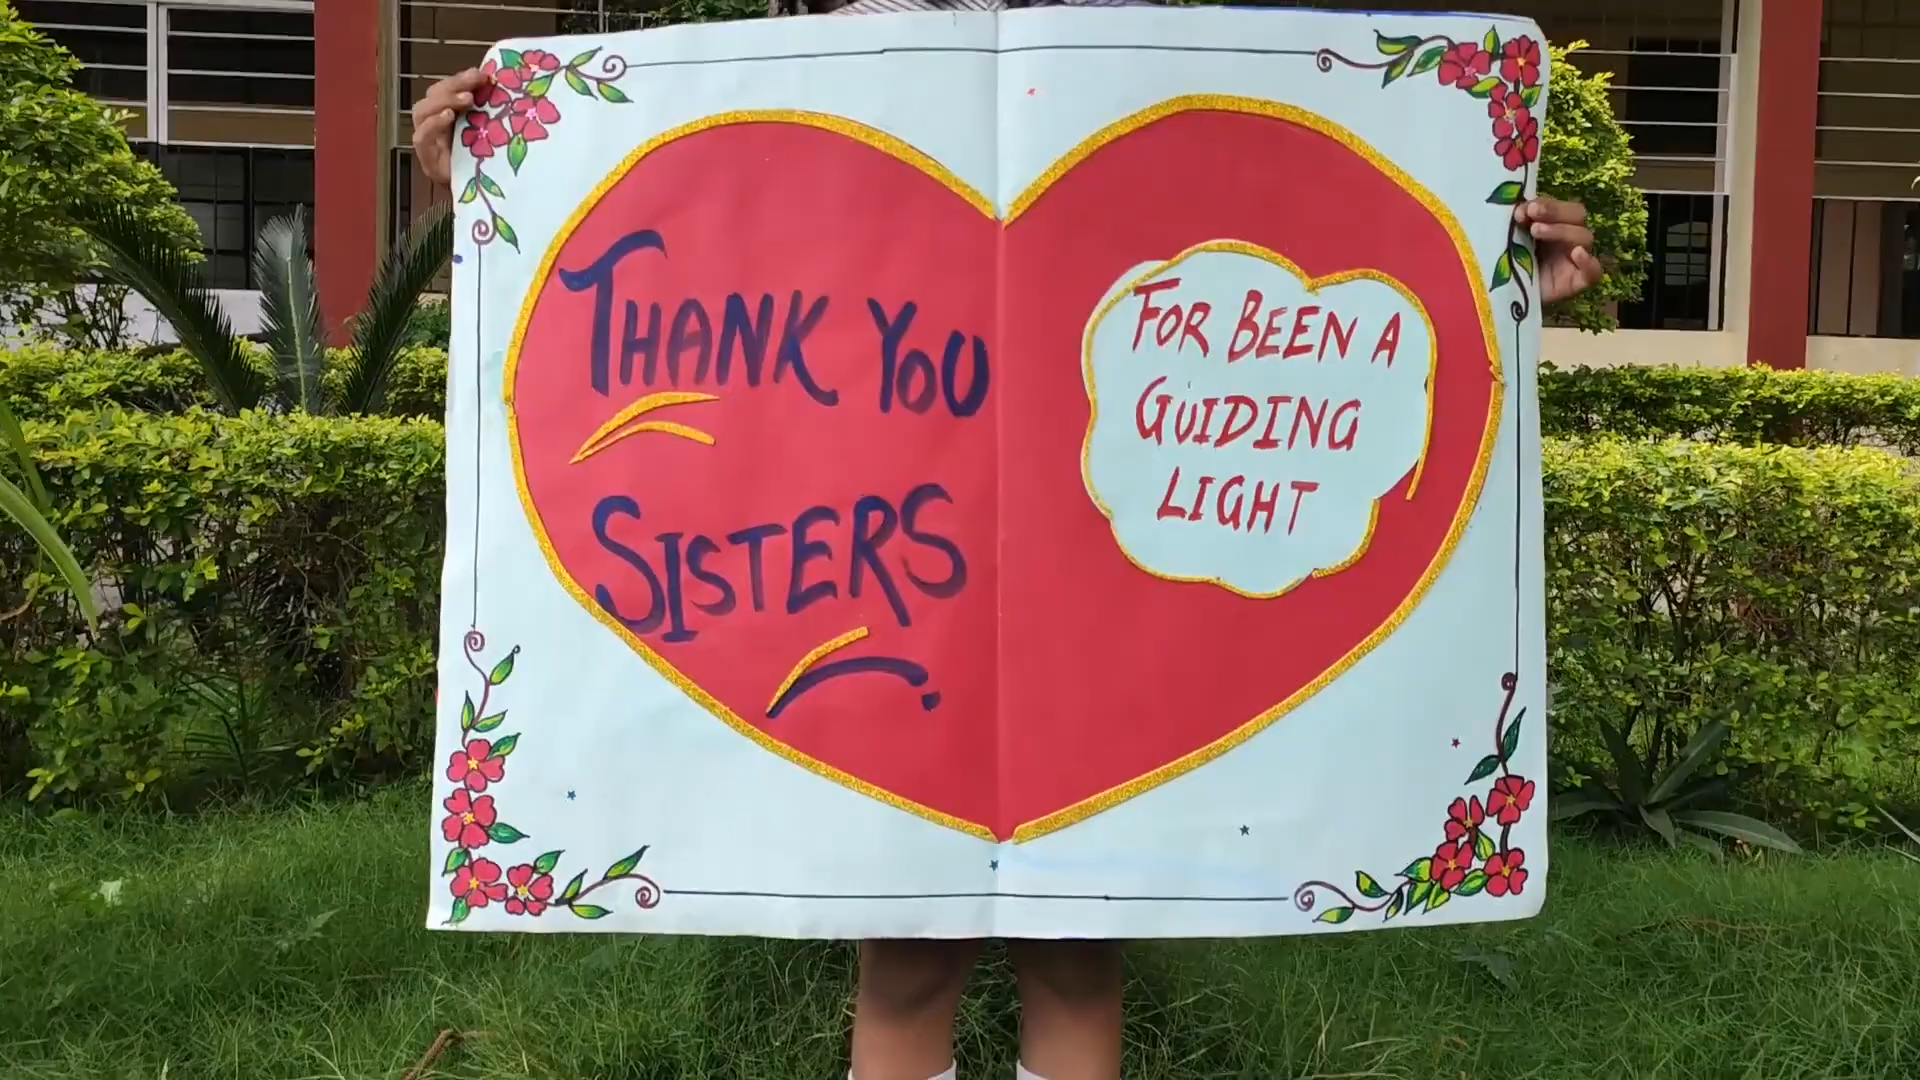 THANK YOU
SISTERS
FOR BEEN A
GUIDING
LIGHT